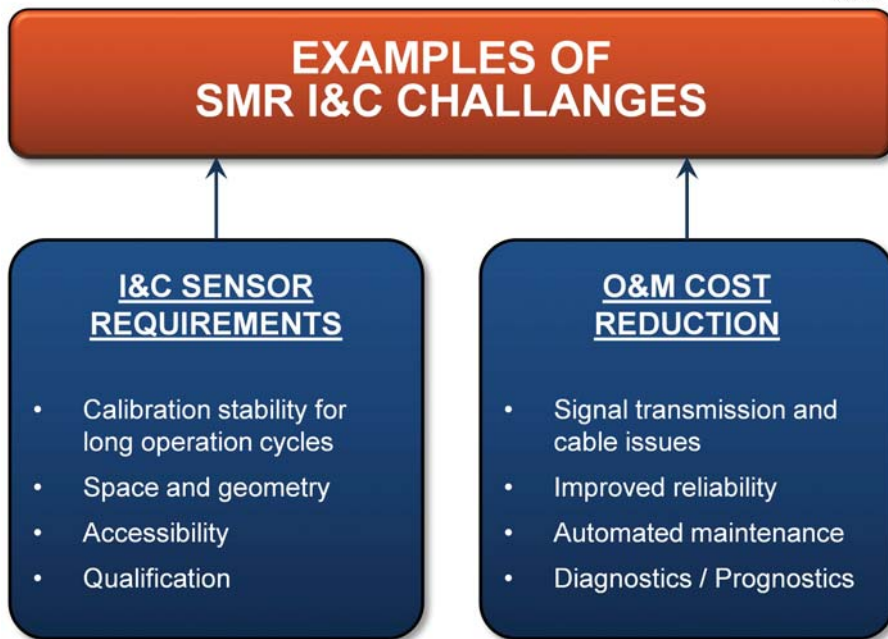 EXAMPLES OF
SMR I&C CHALLANGES
I&C SENSOR
REQUIREMENTS
• Calibration stability for
long operation cycles
• Space and geometry
• Accessibility
• Qualification
O&M COST
REDUCTION
• Signal transmission and
cable issues
• Improved reliability
• Automated maintenance
• Diagnostics / Prognostics